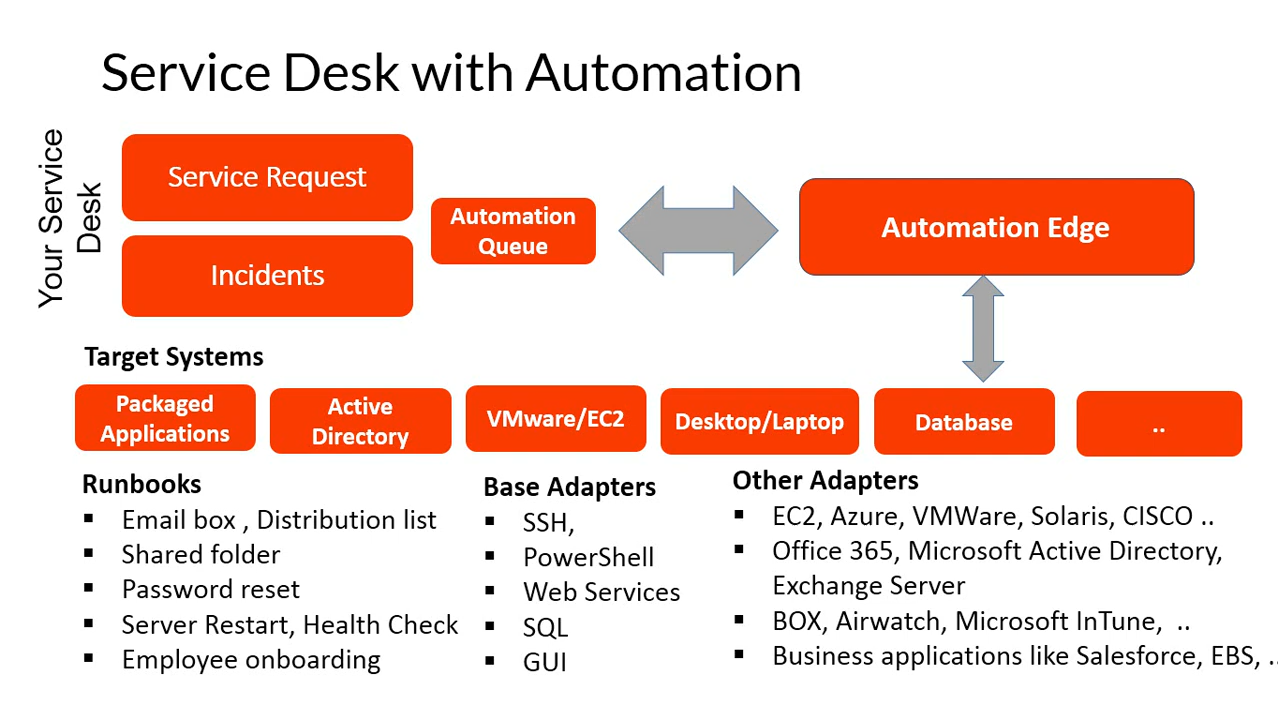 Service Desk with Automation
Your Service
Desk
Service Request
Incidents
Automation
Queue
Automation Edge
Target Systems
Packaged
Applications
Active
Directory
VMware/EC2
Desktop/Laptop
Database
..
Runbooks
▪ Email box , Distribution list
▪ Shared folder
▪ Password reset
▪ Server Restart, Health Check
▪ Employee onboarding
Base Adapters
▪ SSH,
▪ PowerShell
▪ Web Services
▪ SQL
▪ GUI
Other Adapters
▪ EC2, Azure, VMWare, Solaris, CISCO ..
▪ Office 365, Microsoft Active Directory,
Exchange Server
▪ BOX, Airwatch, Microsoft InTune, ..
▪ Business applications like Salesforce, EBS, ..